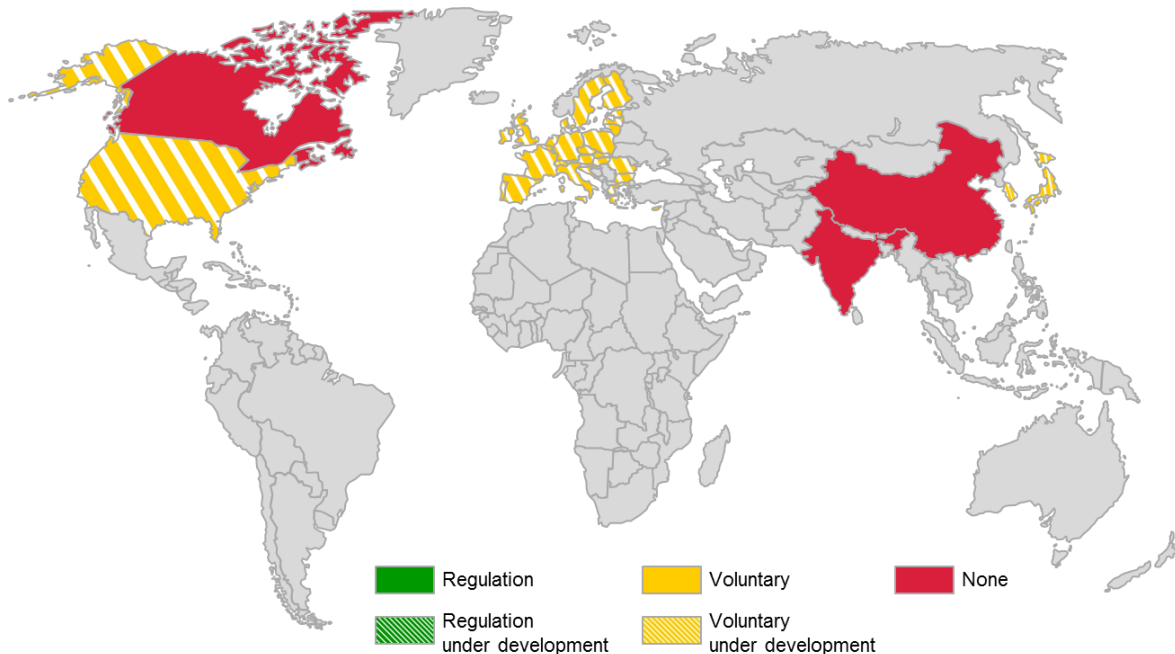 Regulation
Voluntary
None
Regulation
under development
Voluntary
under development